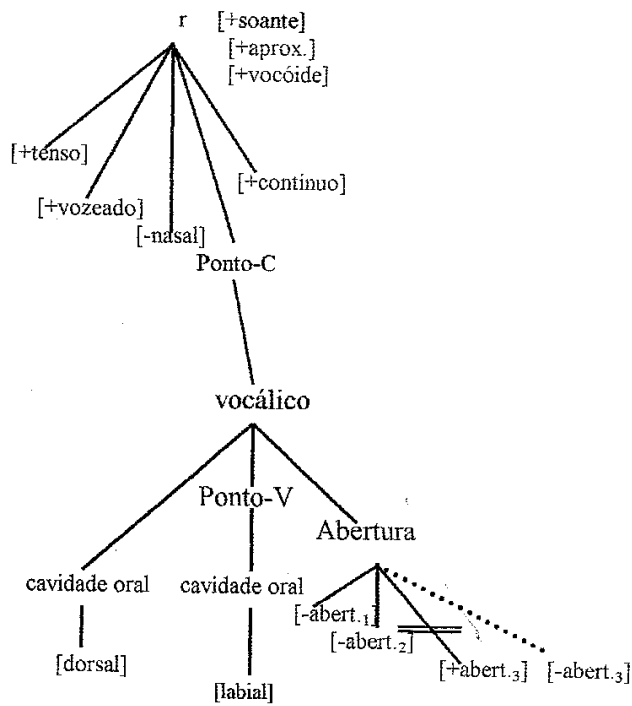 r [+soante]
[+aprox.]
[+vocóide]
[+tenso]
[+contínuo]
[+vozeado]
[-nasal]
Ponto-C
vocálico
Ponto-V
Abertura
cavidade oral cavidade oral
[-abert.₁]
[-abert.₂]
[dorsal] [+abert.₃] [-abert.₃]
[labial]